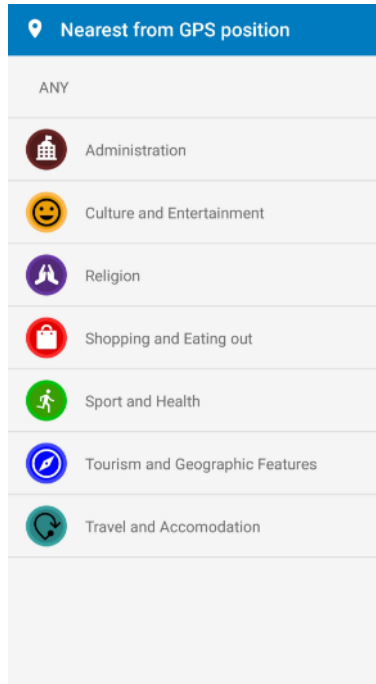 Nearest from GPS position
ANY
Administration
Culture and Entertainment
Religion
Shopping and Eating out
Sport and Health
Tourism and Geographic Features
Travel and Accomodation